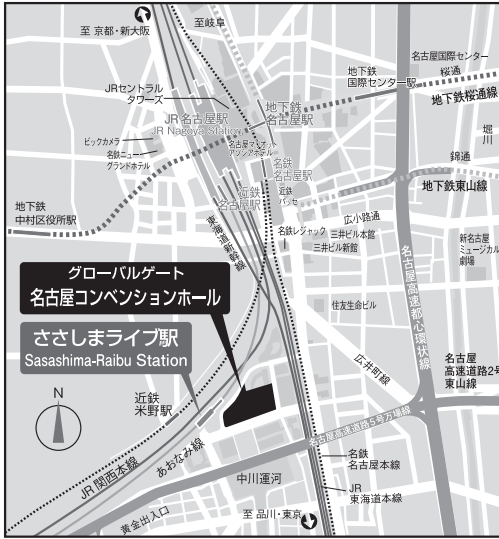 至 京都・新大阪
至岐阜
名古屋国際センター
桜通
地下鉄
国際センター駅
地下鉄桜通線
JRセントラル
タワーズ
JR 名古屋駅
JR Nagoya Station
地下鉄
名古屋駅
堀川
ビックカメラ
名鉄ニュー
グランドホテル
名古屋マリオット
アソシアホテル
名鉄
名古屋駅
錦通
地下鉄東山線
近鉄
名古屋駅
近鉄
パッセ
地下鉄
中村区役所駅
東海道新幹線
名鉄レジャック
広小路通
三井ビル本館
三井ビル新館
新名古屋
ミュージカル
劇場
名古屋高速都心環状線
グローバルゲート
名古屋コンベンションホール
住友生命ビル
ささしまライブ駅
Sasashima-Raibu Station
広井町線
名古屋
高速道路2号
東山線
N
近鉄
米野駅
名古屋高速道路5号万場線
JR 関西本線
あおなみ線
中川運河
名鉄
名古屋本線
JR
東海道本線
黄金出入口
至 品川・東京